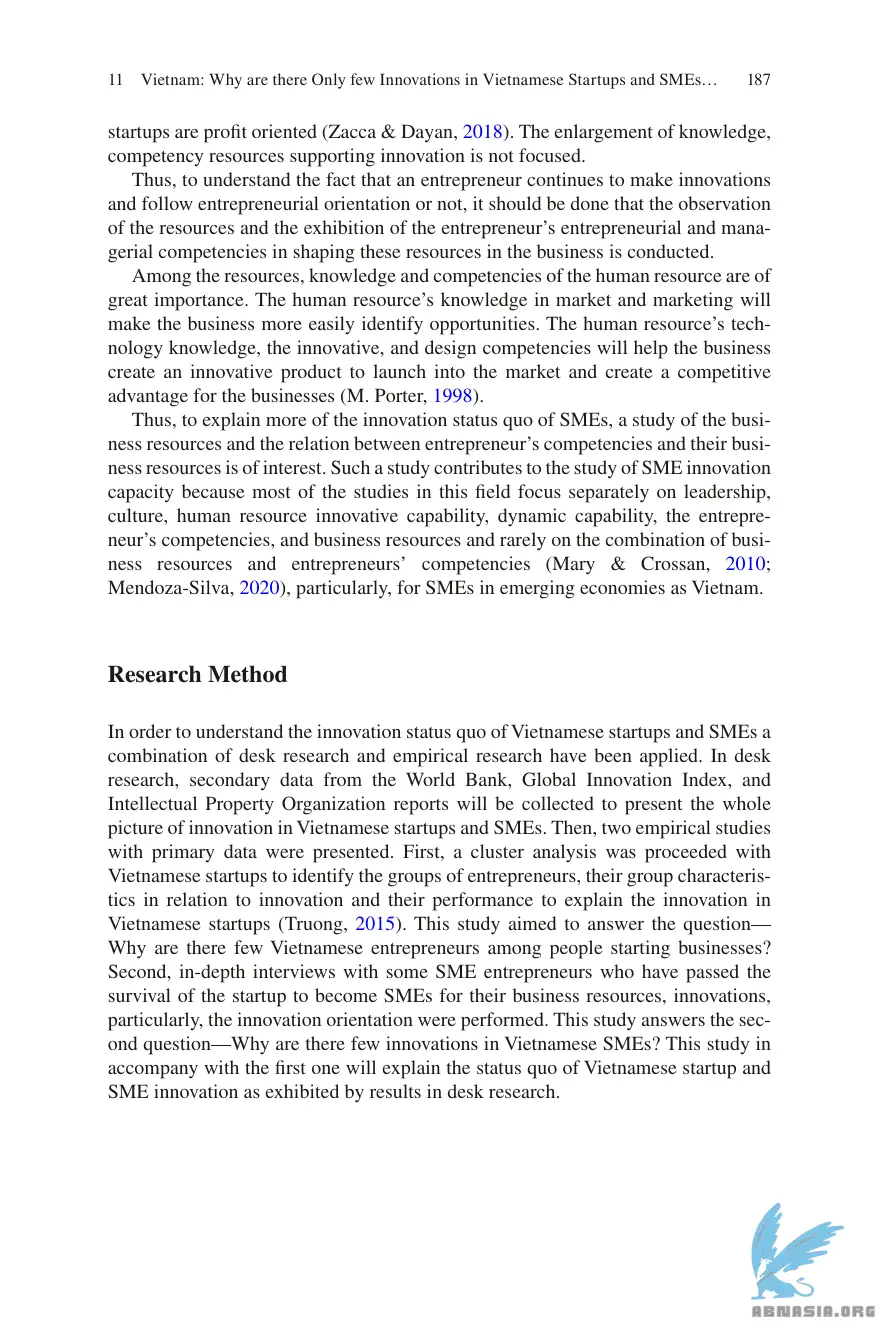 11 Vietnam: Why are there Only few Innovations in Vietnamese Startups and SMEs… 187
startups are profit oriented (Zacca & Dayan, 2018). The enlargement of knowledge,
competency resources supporting innovation is not focused.
Thus, to understand the fact that an entrepreneur continues to make innovations
and follow entrepreneurial orientation or not, it should be done that the observation
of the resources and the exhibition of the entrepreneur's entrepreneurial and mana-
gerial competencies in shaping these resources in the business is conducted.
Among the resources, knowledge and competencies of the human resource are of
great importance. The human resource's knowledge in market and marketing will
make the business more easily identify opportunities. The human resource's tech-
nology knowledge, the innovative, and design competencies will help the business
create an innovative product to launch into the market and create a competitive
advantage for the businesses (M. Porter, 1998).
Thus, to explain more of the innovation status quo of SMEs, a study of the busi-
ness resources and the relation between entrepreneur's competencies and their busi-
ness resources is of interest. Such a study contributes to the study of SME innovation
capacity because most of the studies in this field focus separately on leadership,
culture, human resource innovative capability, dynamic capability, the entrepre-
neur's competencies, and business resources and rarely on the combination of busi-
ness resources and entrepreneurs' competencies (Mary & Crossan, 2010;
Mendoza-Silva, 2020), particularly, for SMEs in emerging economies as Vietnam.
Research Method
In order to understand the innovation status quo of Vietnamese startups and SMEs a
combination of desk research and empirical research have been applied. In desk
research, secondary data from the World Bank, Global Innovation Index, and
Intellectual Property Organization reports will be collected to present the whole
picture of innovation in Vietnamese startups and SMEs. Then, two empirical studies
with primary data were presented. First, a cluster analysis was proceeded with
Vietnamese startups to identify the groups of entrepreneurs, their group characteris-
tics in relation to innovation and their performance to explain the innovation in
Vietnamese startups (Truong, 2015). This study aimed to answer the question—
Why are there few Vietnamese entrepreneurs among people starting businesses?
Second, in-depth interviews with some SME entrepreneurs who have passed the
survival of the startup to become SMEs for their business resources, innovations,
particularly, the innovation orientation were performed. This study answers the sec-
ond question—Why are there few innovations in Vietnamese SMEs? This study in
accompany with the first one will explain the status quo of Vietnamese startup and
SME innovation as exhibited by results in desk research.
ABNASIA.ORG